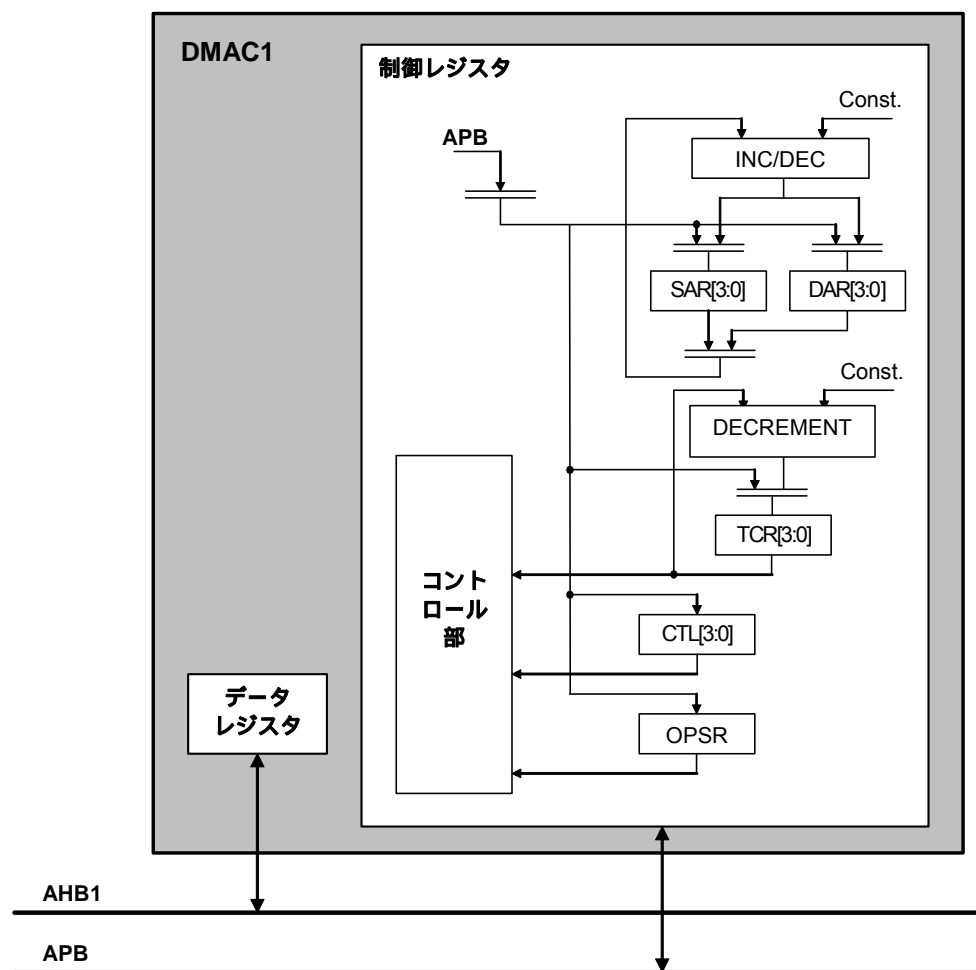 DMAC1
制御レジスタ
Const.
APB
INC/DEC
SAR[3:0]
DAR[3:0]
Const.
DECREMENT
TCR[3:0]
コント
ロール
部
CTL[3:0]
データ
レジスタ
OPSR
AHB1
APB